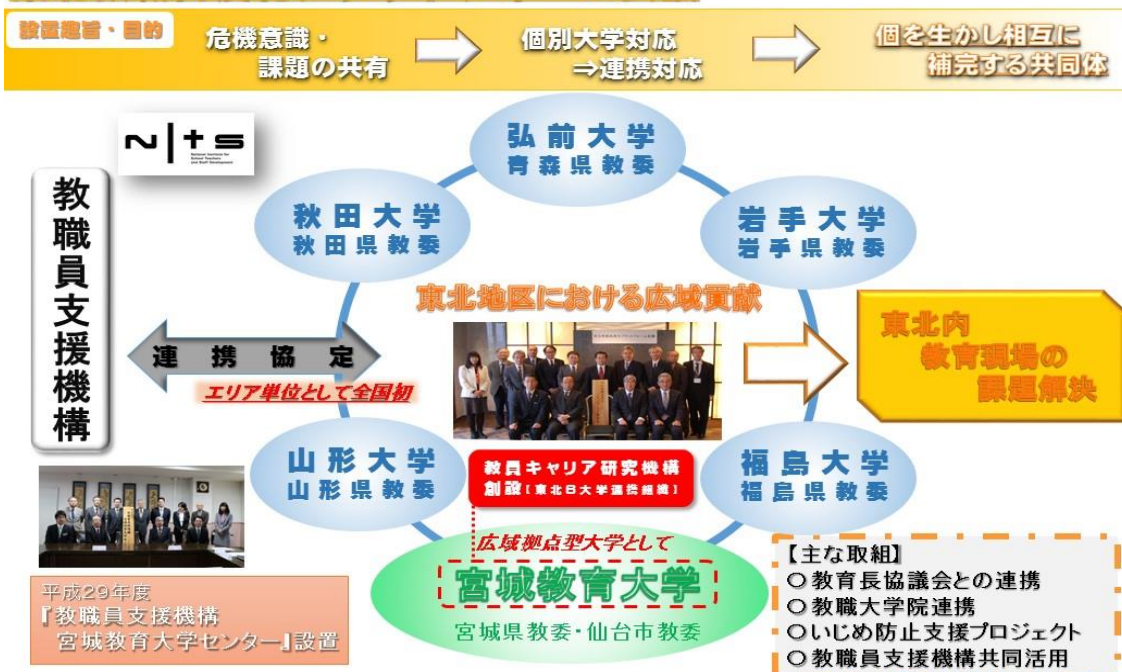 設置趣旨・目的
危機意識・
課題の共有
個別大学対応
⇒連携対応
個を生かし相互に
補完する共同体
NITS
教職員支援機構
弘前大学
青森県教委
秋田大学
秋田県教委
岩手大学
岩手県教委
東北地区における広域貢献
連携協定
エリア単位として全国初
東北内
教育現場の
課題解決
山形大学
山形県教委
教員キャリア研究機構
創設[東北6大学連携組織]
福島大学
福島県教委
広域拠点型大学として
宮城教育大学
宮城県教委・仙台市教委
平成29年度
『教職員支援機構
宮城教育大学センター』設置
【主な取組】
○教育長協議会との連携
○教職大学院連携
○いじめ防止支援プロジェクト
○教職員支援機構共同活用